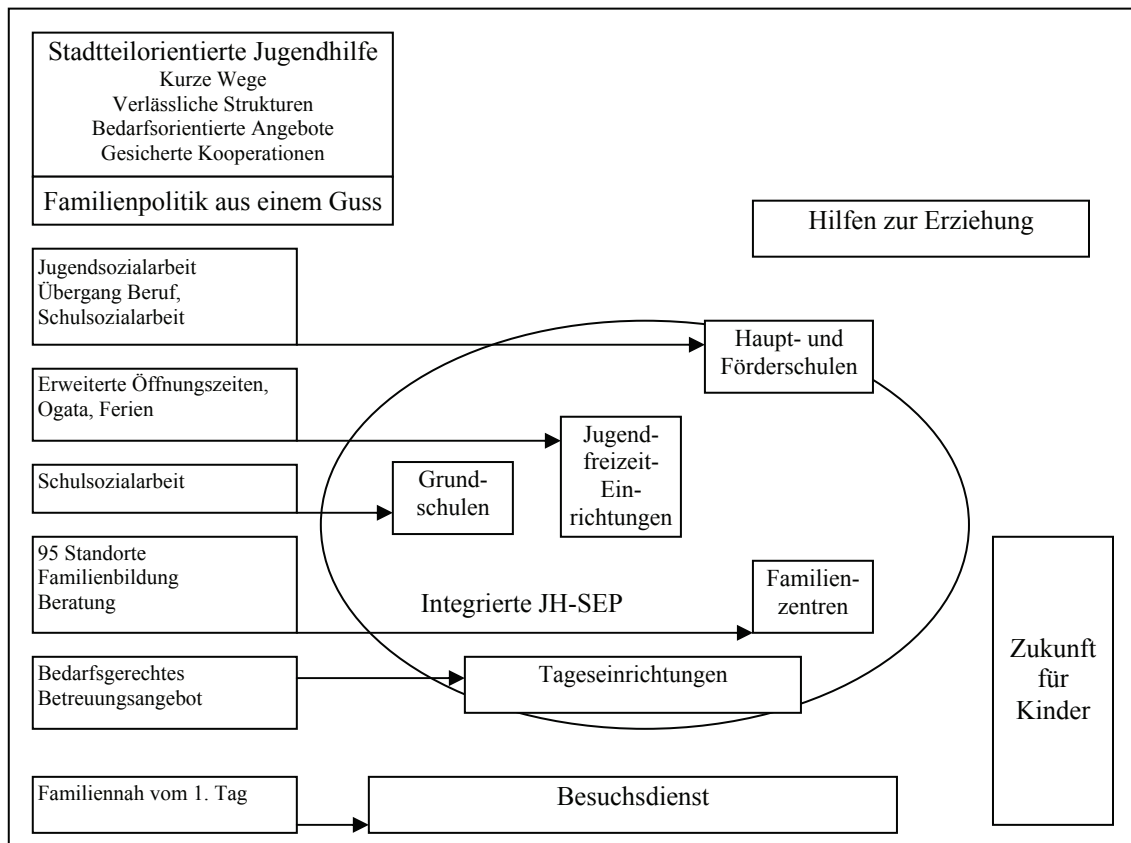 Stadtteilorientierte Jugendhilfe
Kurze Wege
Verlässliche Strukturen
Bedarfsorientierte Angebote
Gesicherte Kooperationen
Familienpolitik aus einem Guss
Hilfen zur Erziehung
Jugendsozialarbeit
Übergang Beruf,
Schulsozialarbeit
Haupt- und
Förderschulen
Erweiterte Öffnungszeiten,
Ogata, Ferien
Jugend-
freizeit-
Ein-
richtungen
Schulsozialarbeit
Grund-
schulen
95 Standorte
Familienbildung
Beratung
Integrierte JH-SEP
Familien-
zentren
Bedarfsgerechtes
Betreuungsangebot
Tageseinrichtungen
Zukunft
für
Kinder
Familiennah vom 1. Tag
Besuchsdienst